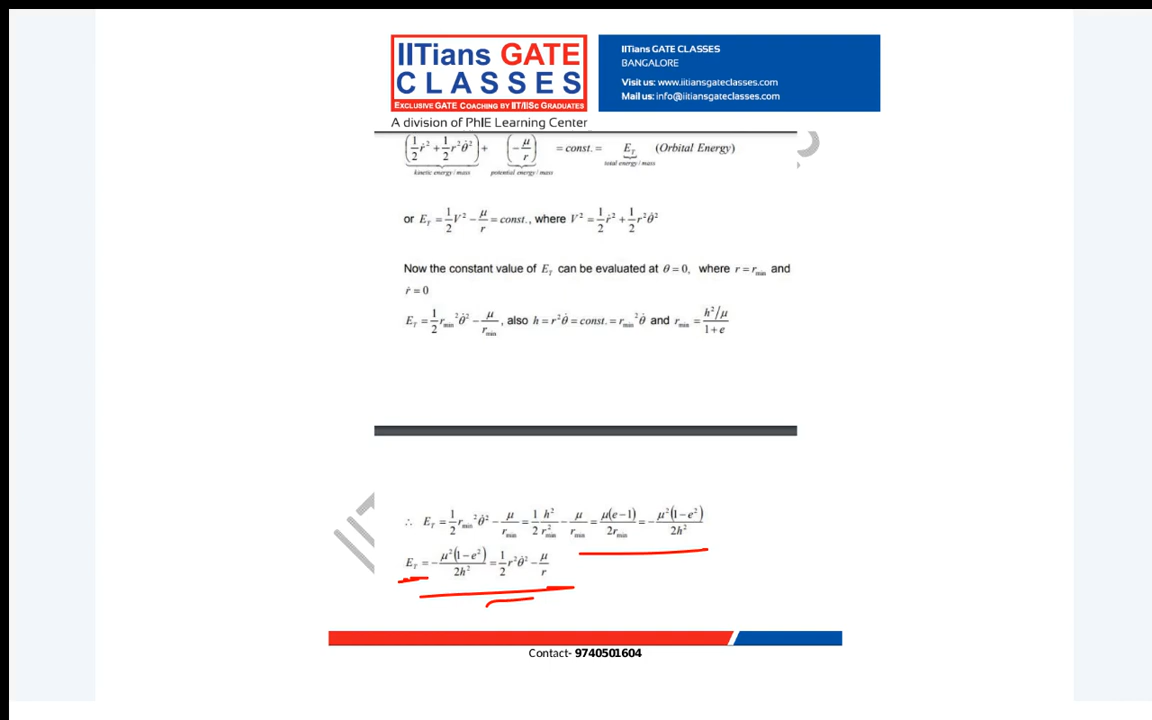 IITians GATE
CLASSES
EXCLUSIVE GATE COACHING BY IIT/IISc GRADUATES
A division of PhIE Learning Center
IITians GATE CLASSES
BANGALORE
Visit us: www.iitiansgateclasses.com
Mail us: info@iitiansgateclasses.com
(1/2 ṙ² + 1/2 r²θ̇²) + (−μ/r) = const. = E_T (Orbital Energy)
kinetic energy / mass potential energy / mass total energy / mass
or E_T = 1/2 V² − μ/r = const., where V² = 1/2 ṙ² + 1/2 r²θ̇²
Now the constant value of E_T can be evaluated at θ = 0, where r = r_min and
ṙ = 0
E_T = 1/2 r_min² θ̇² − μ/r_min, also h = r²θ̇ = const. = r_min² θ̇ and r_min = (h²/μ)/(1+e)
∴ E_T = 1/2 r_min² θ̇² − μ/r_min = 1/2 h²/r_min² − μ/r_min = μ(e−1)/2r_min = −μ²(1−e²)/2h²
E_T = −μ²(1−e²)/2h² = 1/2 r²θ̇² − μ/r
Contact- 9740501604